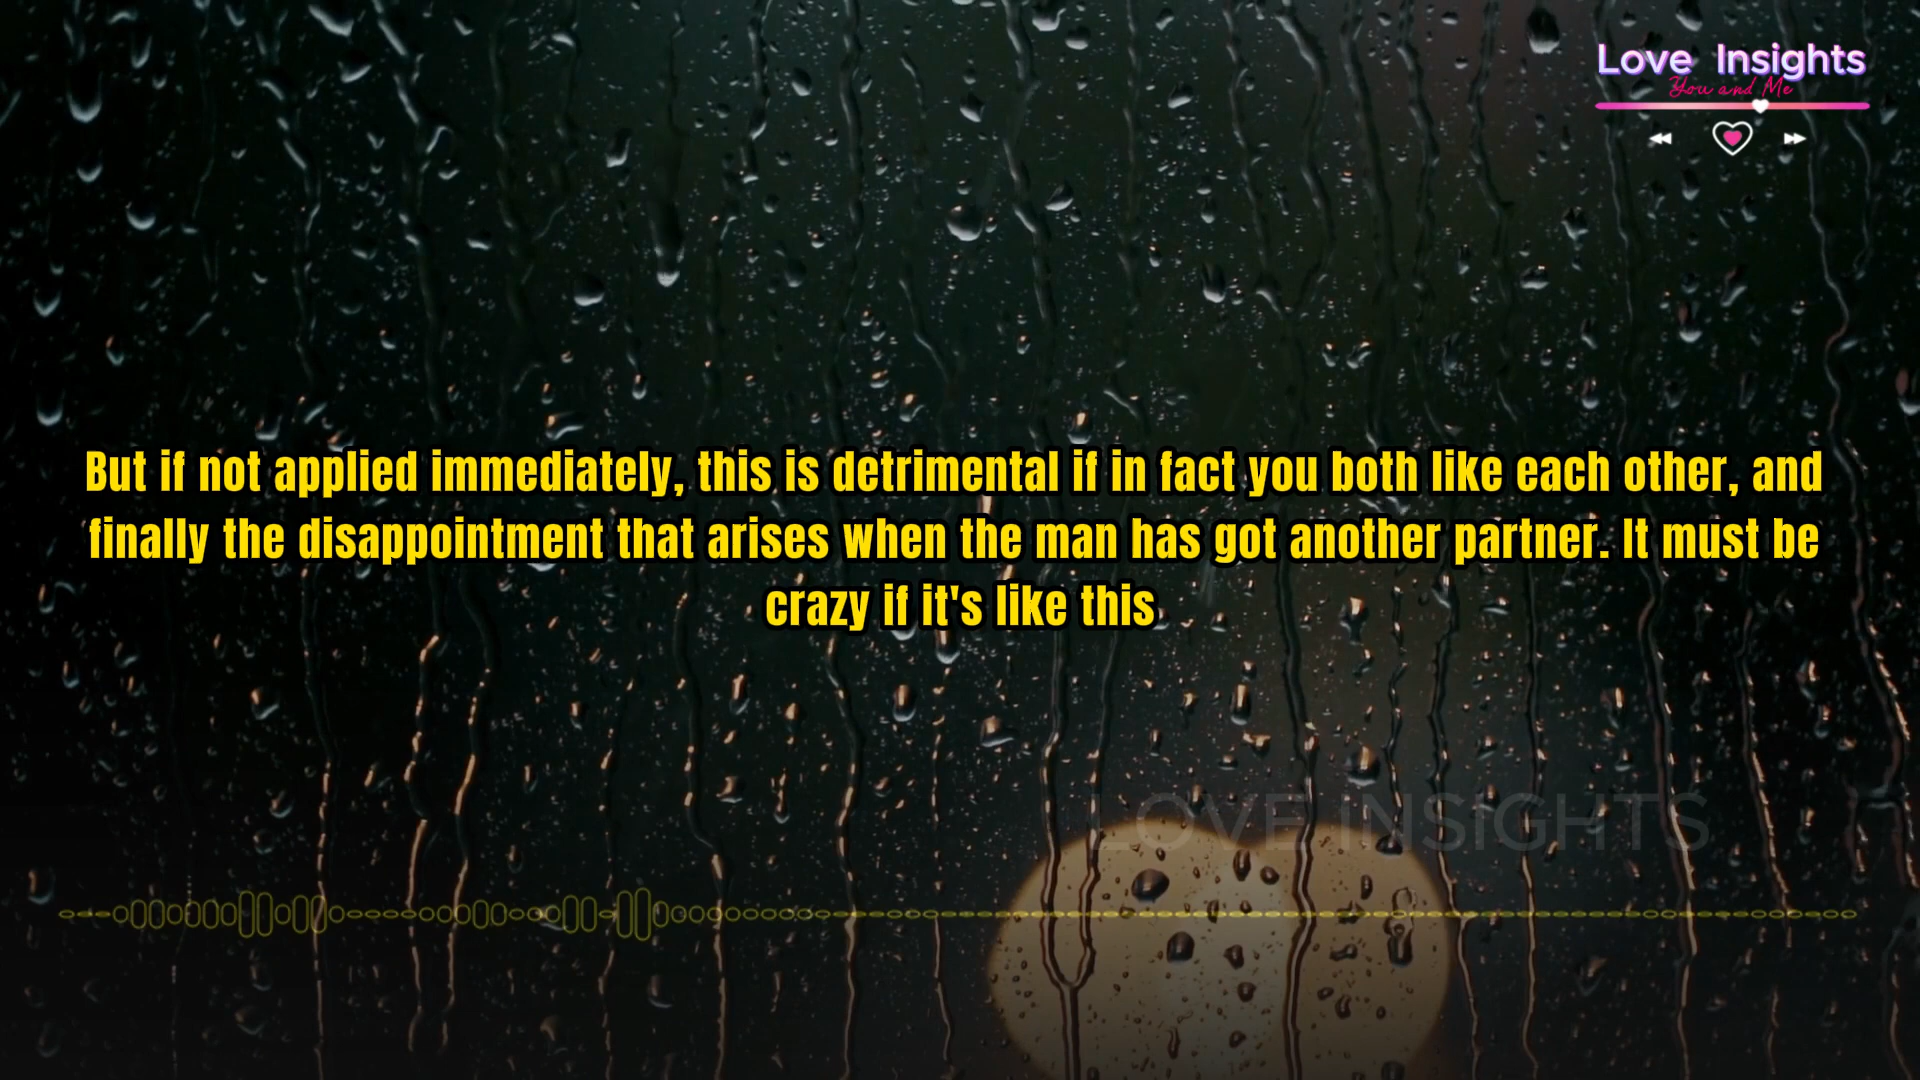 Love Insights
You and Me
But if not applied immediately, this is detrimental if in fact you both like each other, and
finally the disappointment that arises when the man has got another partner. It must be
crazy if it's like this
LOVE INSIGHTS